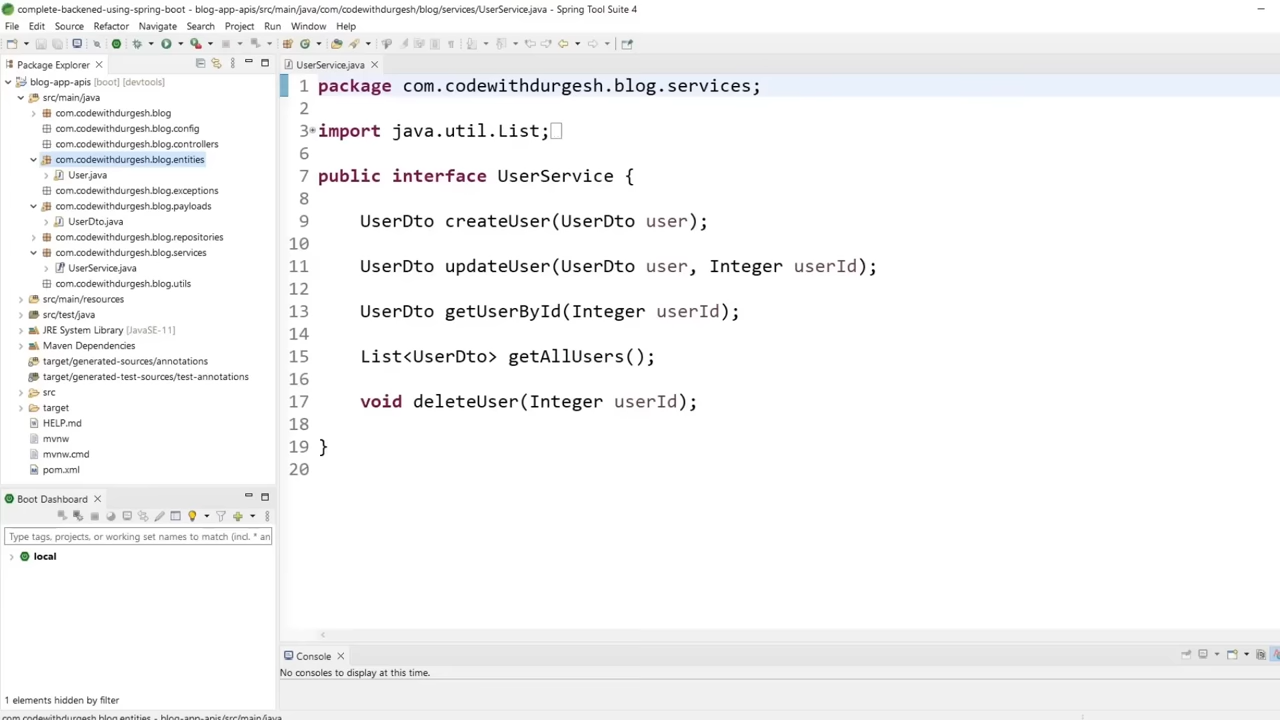 complete-backened-using-spring-boot - blog-app-apis/src/main/java/com/codewithdurgesh/blog/services/UserService.java - Spring Tool Suite 4
File Edit Source Refactor Navigate Search Project Run Window Help
Package Explorer
blog-app-apis [boot] [devtools]
src/main/java
com.codewithdurgesh.blog
com.codewithdurgesh.blog.config
com.codewithdurgesh.blog.controllers
com.codewithdurgesh.blog.entities
User.java
com.codewithdurgesh.blog.exceptions
com.codewithdurgesh.blog.payloads
UserDto.java
com.codewithdurgesh.blog.repositories
com.codewithdurgesh.blog.services
UserService.java
com.codewithdurgesh.blog.utils
src/main/resources
src/test/java
JRE System Library [JavaSE-11]
Maven Dependencies
target/generated-sources/annotations
target/generated-test-sources/test-annotations
src
target
HELP.md
mvnw
mvnw.cmd
pom.xml
Boot Dashboard
Type tags, projects, or working set names to match (incl. * an
local
1 elements hidden by filter
UserService.java
1 package com.codewithdurgesh.blog.services;
2
3 import java.util.List;
6
7 public interface UserService {
8
9 UserDto createUser(UserDto user);
10
11 UserDto updateUser(UserDto user, Integer userId);
12
13 UserDto getUserById(Integer userId);
14
15 List<UserDto> getAllUsers();
16
17 void deleteUser(Integer userId);
18
19 }
20
Console
No consoles to display at this time.
com.codewithdurgesh.blog.entities - blog-app-apis/src/main/java